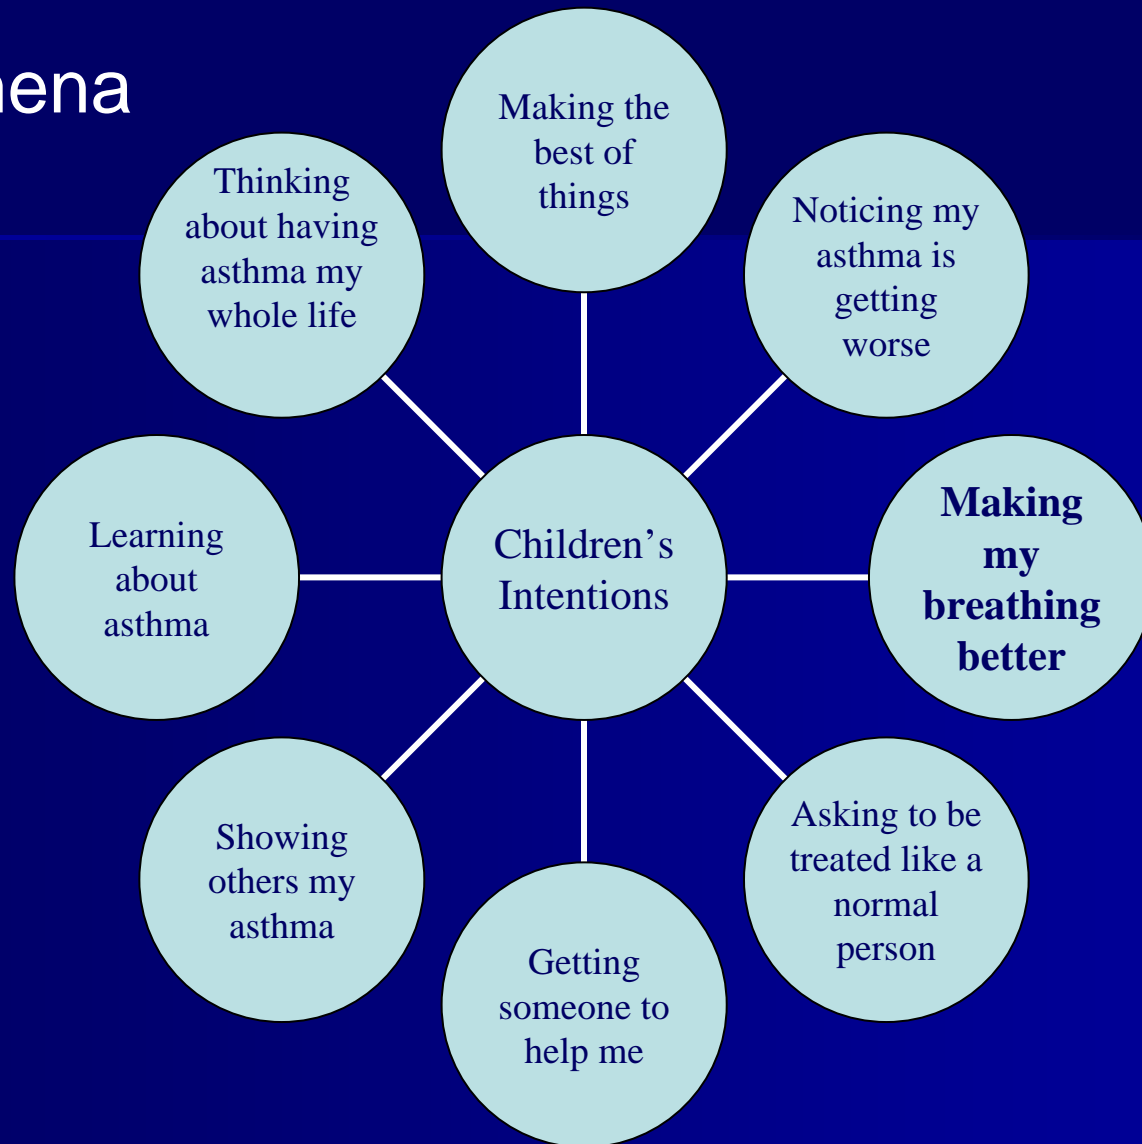 nena
Making the
best of
things
Thinking
about having
asthma my
whole life
Noticing my
asthma is
getting
worse
Learning
about
asthma
Children’s
Intentions
Making
my
breathing
better
Showing
others my
asthma
Asking to be
treated like a
normal
person
Getting
someone to
help me